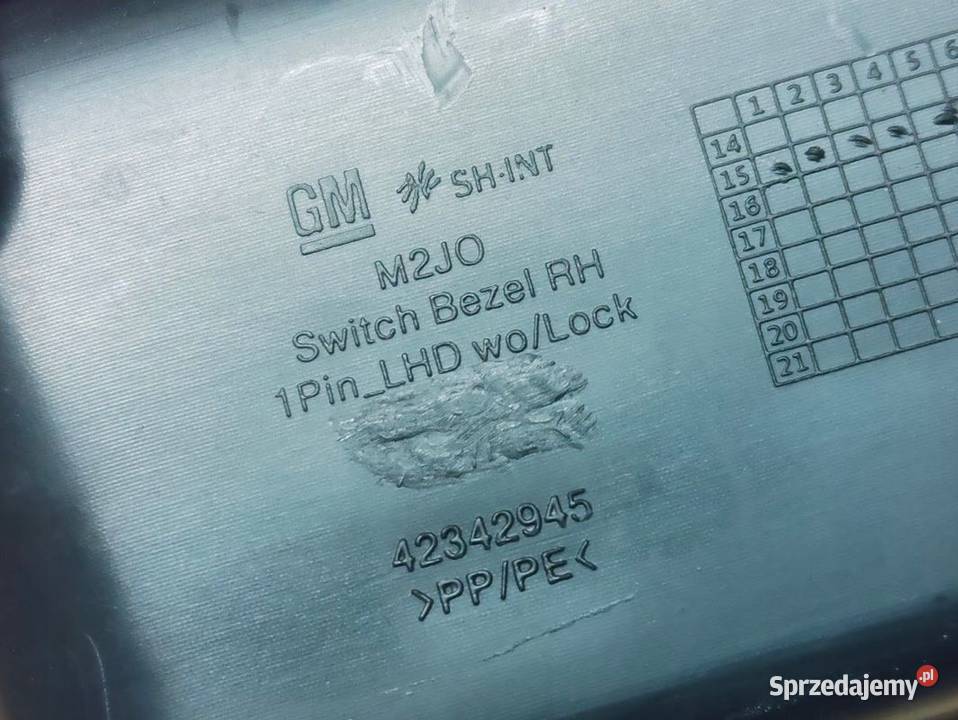 GM SH-INT
M2JO
Switch Bezel RH
1Pin_LHD wo/Lock
42342945
>PP/PE<
1 2 3 4 5 6
14
15
16
17
18
19
20
21
Sprzedajemy.pl